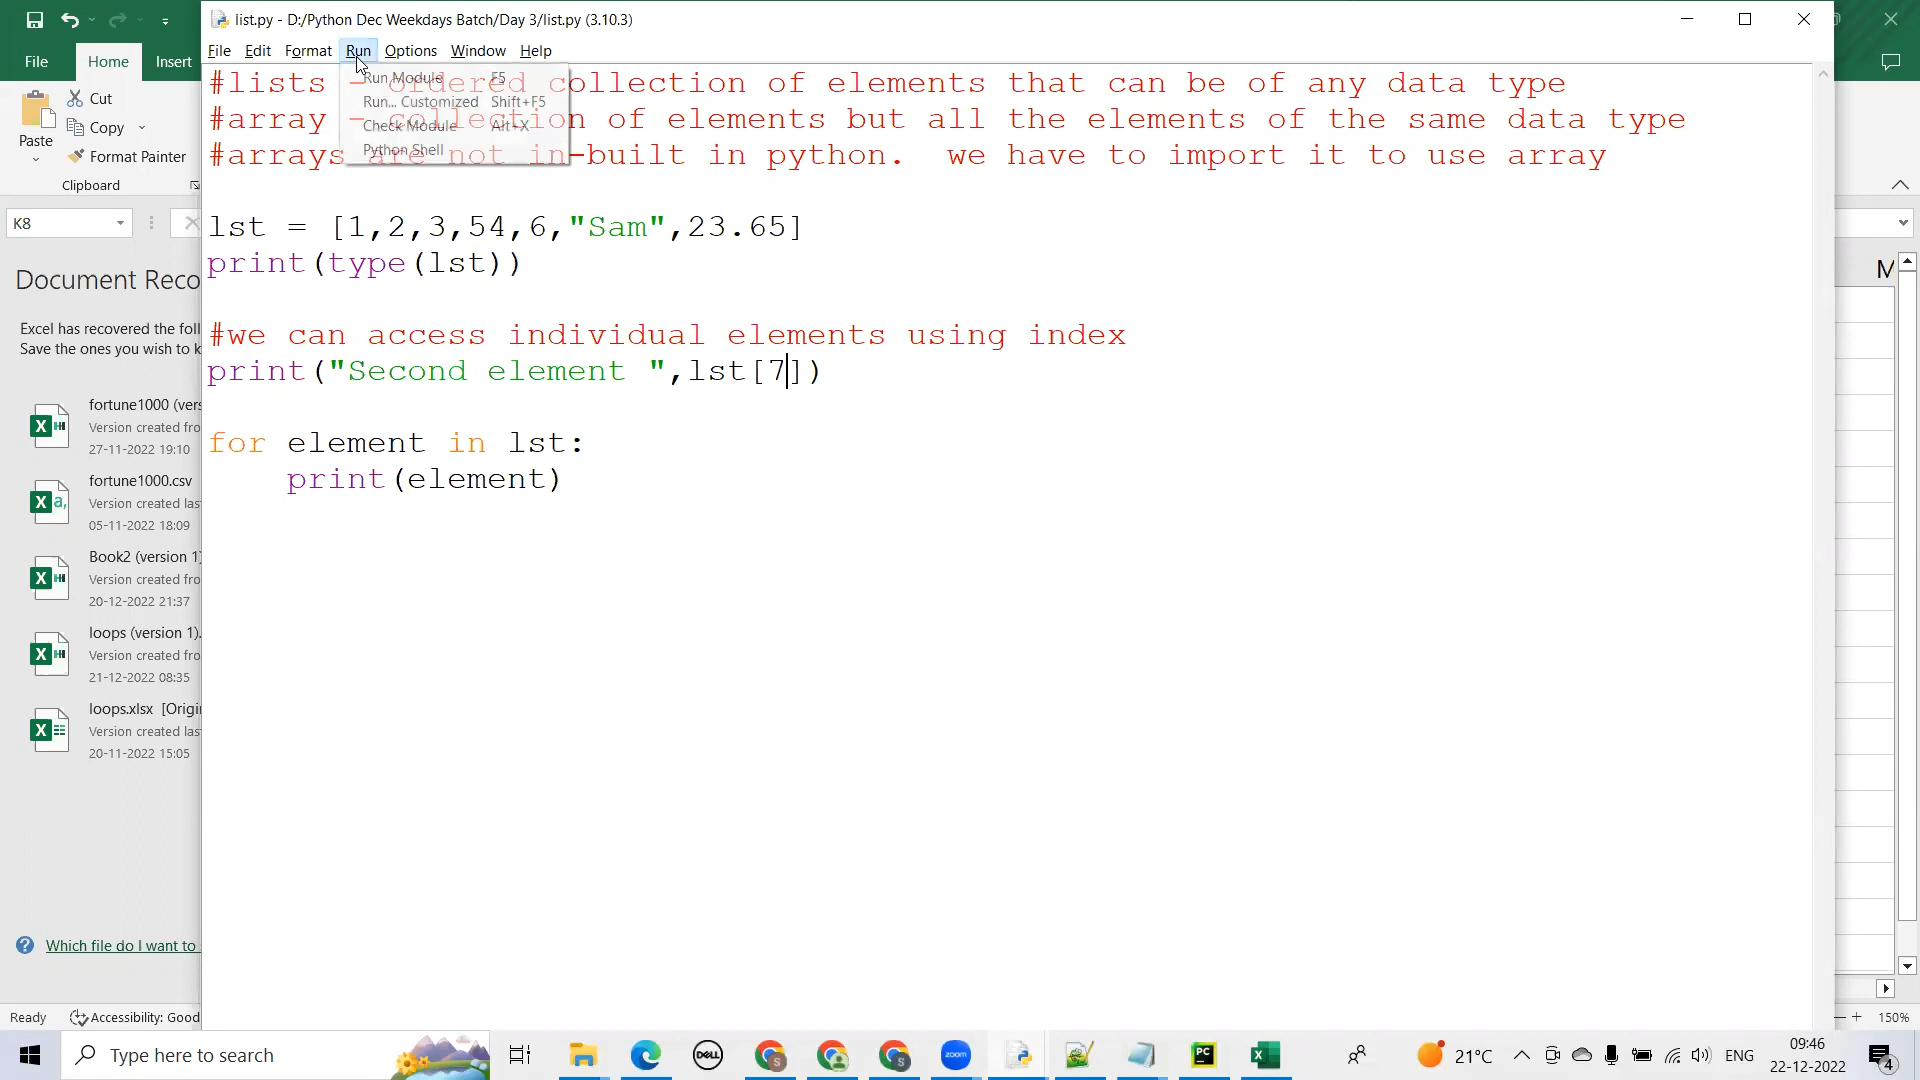 list.py - D:/Python Dec Weekdays Batch/Day 3/list.py (3.10.3)
File Edit Format Run Options Window Help
Run Module F5
Run... Customized Shift+F5
Check Module Alt+X
Python Shell
#lists - ordered collection of elements that can be of any data type
#array - collection of elements but all the elements of the same data type
#arrays are not in-built in python.  we have to import it to use array
lst = [1,2,3,54,6,"Sam",23.65]
print(type(lst))
#we can access individual elements using index
print("Second element ",lst[7])
for element in lst:
    print(element)
File Home Insert
Cut
Copy
Paste
Format Painter
Clipboard
K8
M
Document Reco
Excel has recovered the foll
Save the ones you wish to k
fortune1000 (vers
Version created fro
27-11-2022 19:10
fortune1000.csv
Version created las
05-11-2022 18:09
Book2 (version 1)
Version created fro
20-12-2022 21:37
loops (version 1).
Version created fro
21-12-2022 08:35
loops.xlsx [Origi
Version created las
20-11-2022 15:05
Which file do I want to
Ready Accessibility: Good
150%
Type here to search
DELL
S
S
zoom
PC
21°C
ENG
09:46
22-12-2022
4